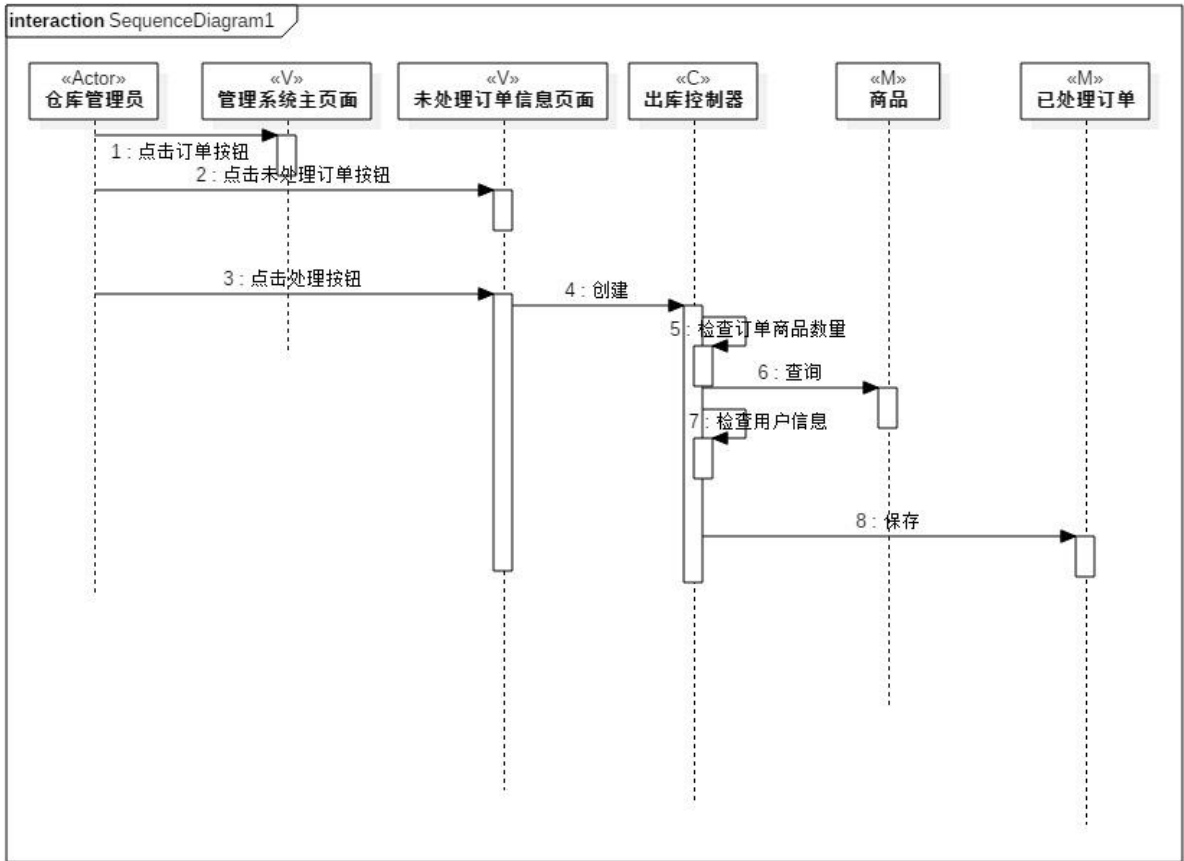 interaction SequenceDiagram1
«Actor»
仓库管理员
«V»
管理系统主页面
«V»
未处理订单信息页面
«C»
出库控制器
«M»
商品
«M»
已处理订单
1 : 点击订单按钮
2 : 点击未处理订单按钮
3 : 点击处理按钮
4 : 创建
5 : 检查订单商品数量
6 : 查询
7 : 检查用户信息
8 : 保存